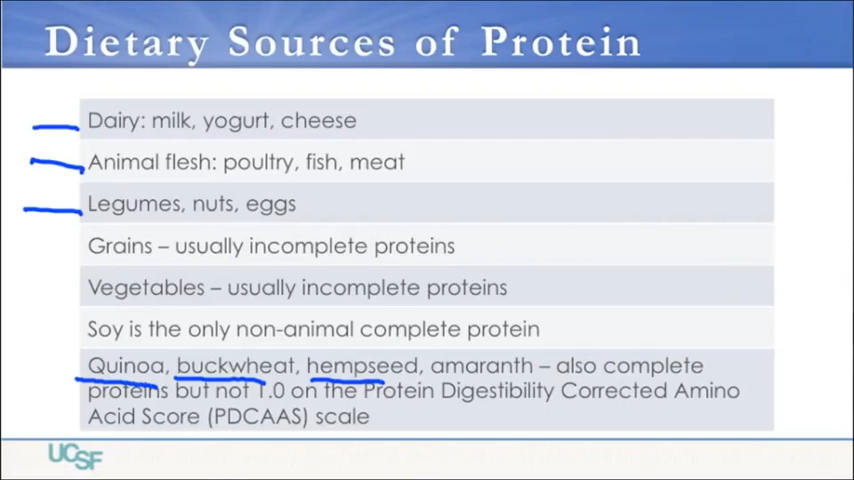 Dietary Sources of Protein
Dairy: milk, yogurt, cheese
Animal flesh: poultry, fish, meat
Legumes, nuts, eggs
Grains – usually incomplete proteins
Vegetables – usually incomplete proteins
Soy is the only non-animal complete protein
Quinoa, buckwheat, hempseed, amaranth – also complete
proteins but not 1.0 on the Protein Digestibility Corrected Amino
Acid Score (PDCAAS) scale
UCSF